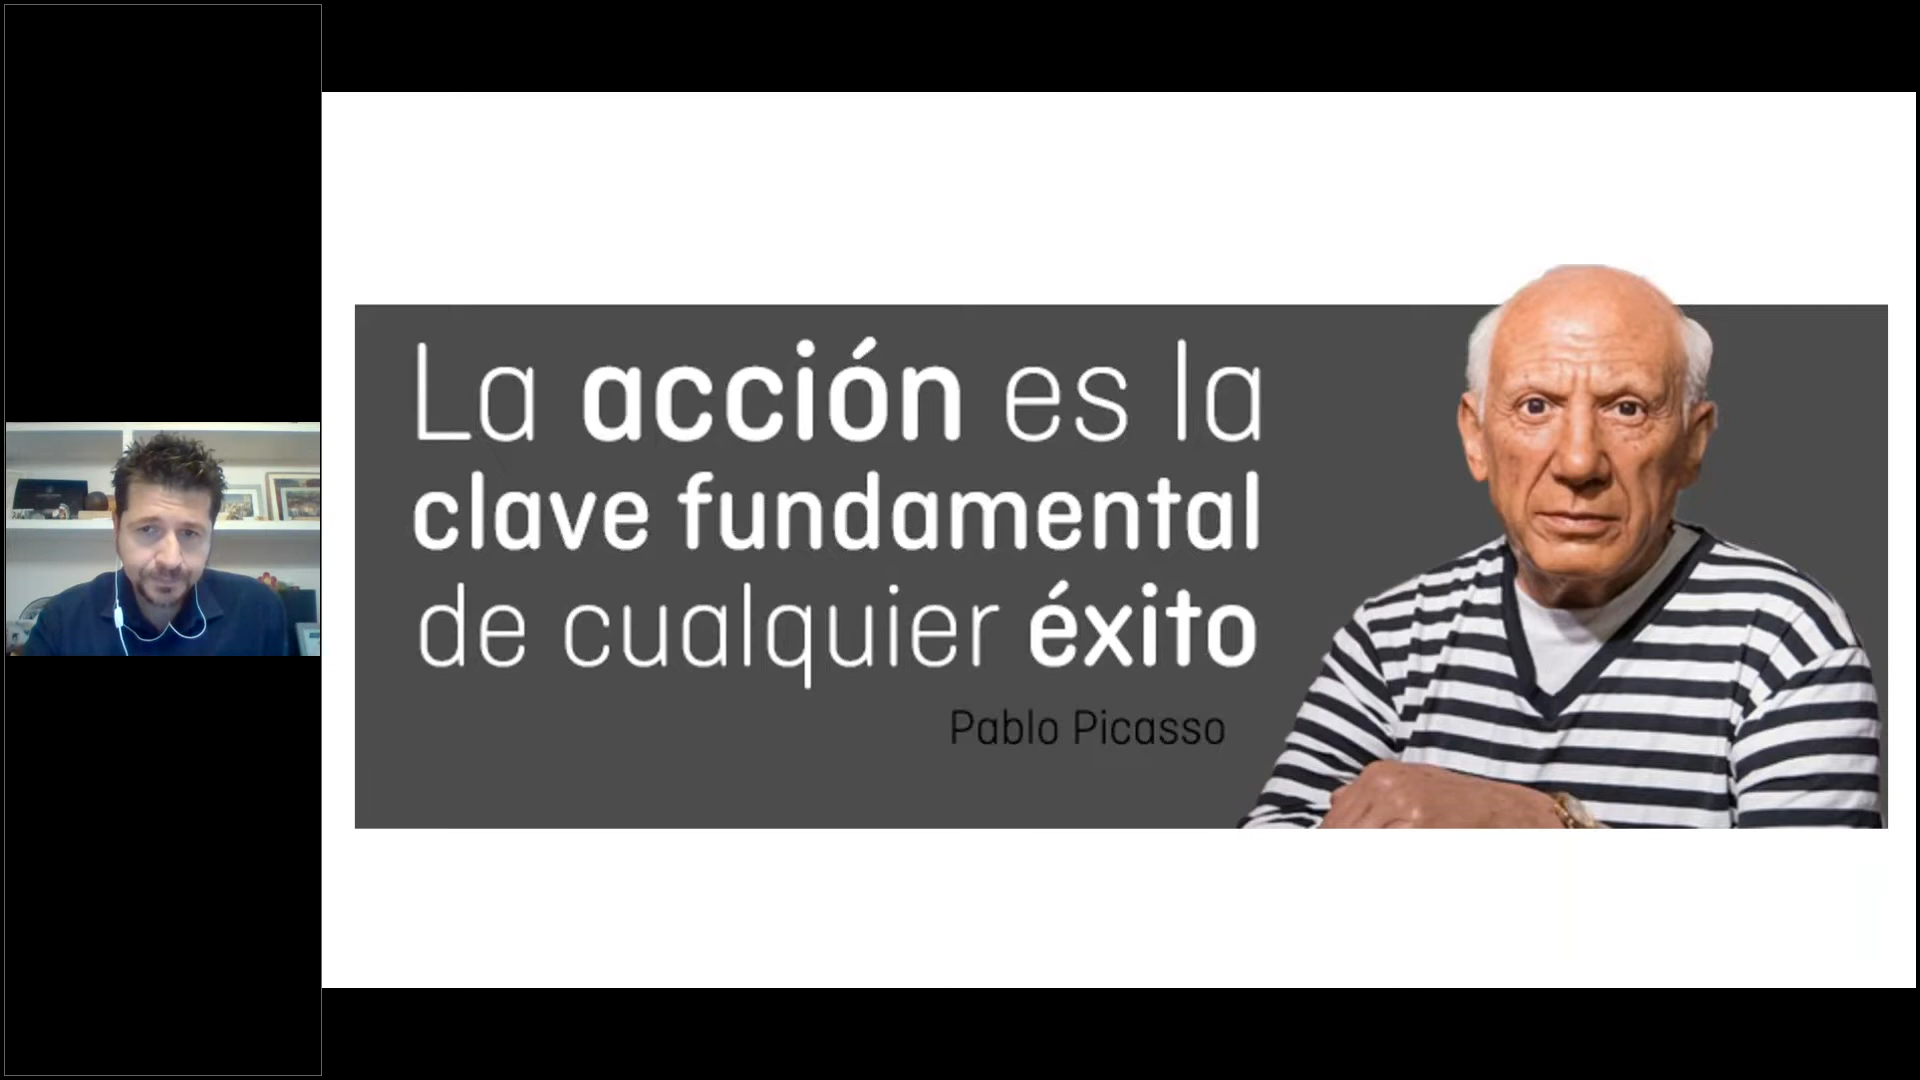 La acción es la
clave fundamental
de cualquier éxito
Pablo Picasso